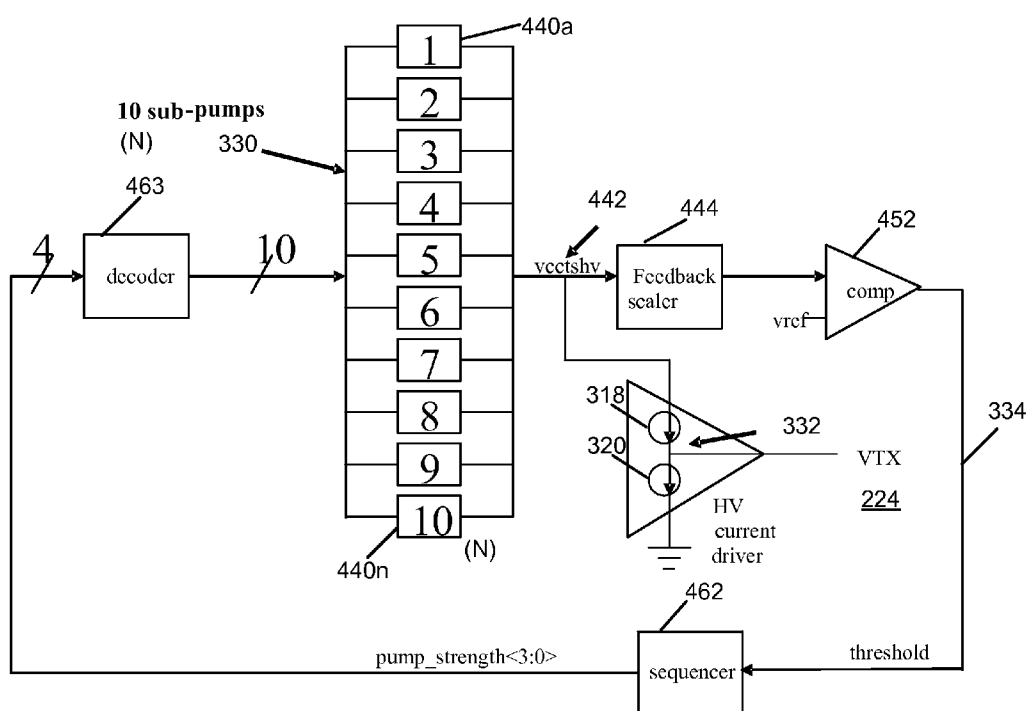 440a
1
10 sub-pumps
(N)
330
2
3
463
4
decoder
10
4
5
6
7
8
9
10
(N)
440n
442
vcctshv
444
Feedback
scaler
452
comp
vref
318
320
332
VTX
224
HV
current
driver
334
462
sequencer
threshold
pump_strength<3:0>